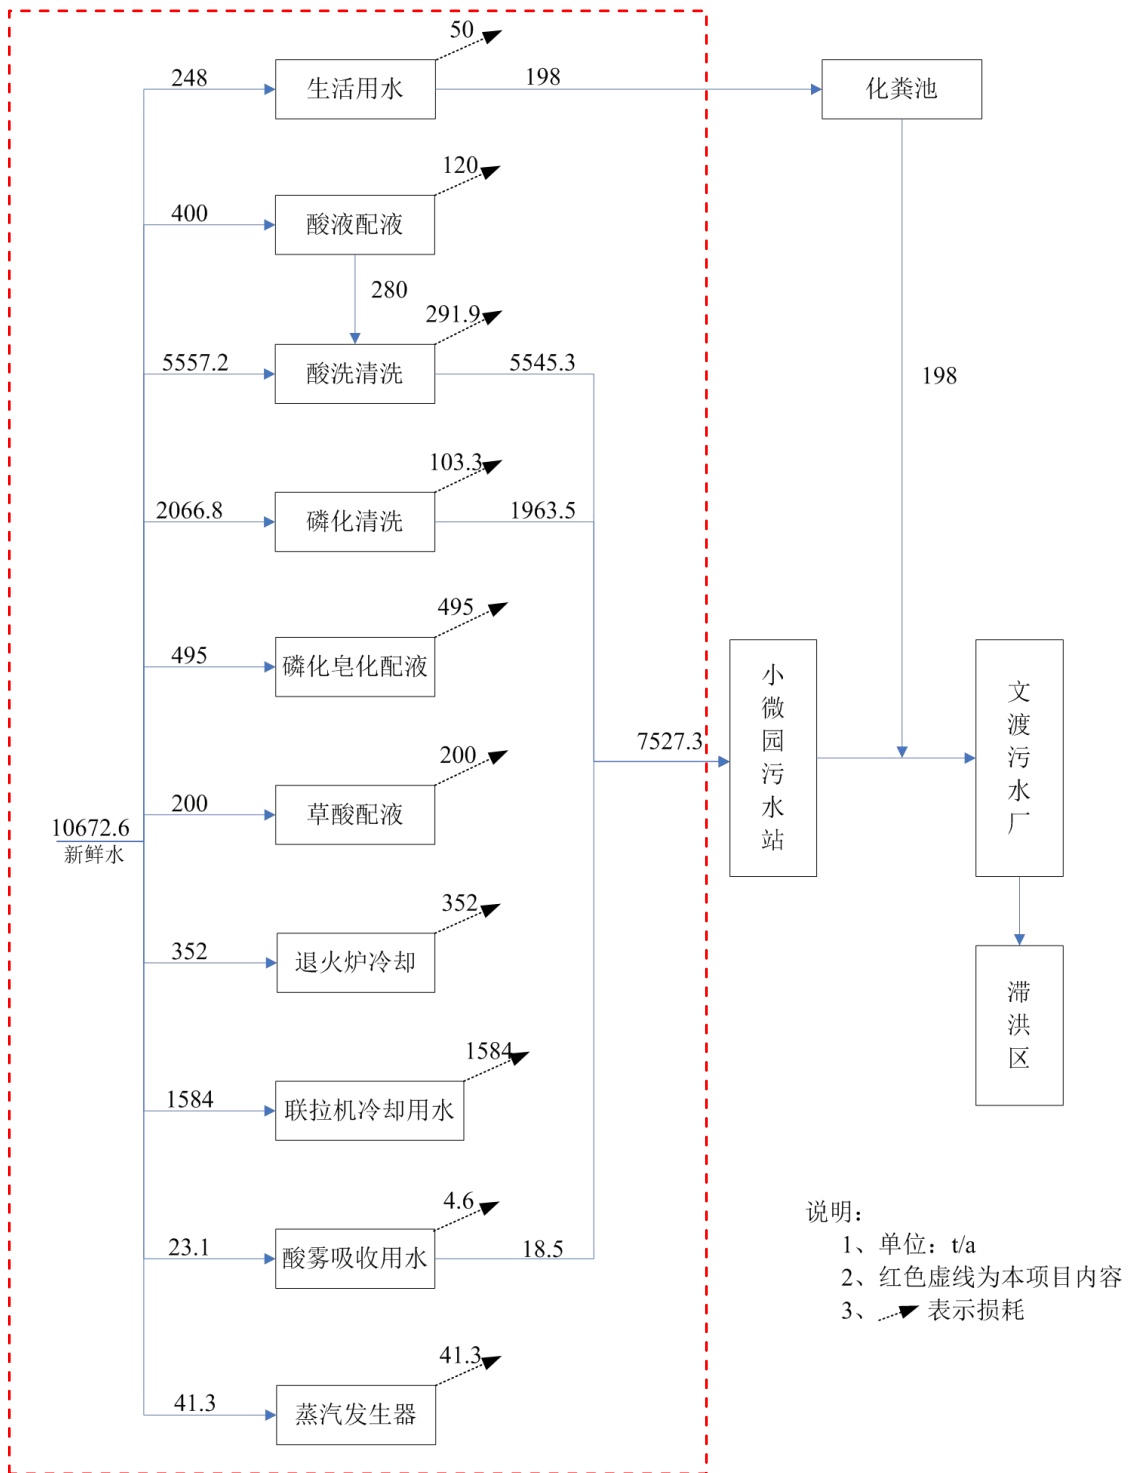 50
248
生活用水
198
化粪池
120
400
酸液配液
280
291.9
5557.2
酸洗清洗
5545.3
198
103.3
2066.8
磷化清洗
1963.5
495
495
磷化皂化配液
小微园污水站
文渡污水厂
7527.3
200
200
草酸配液
10672.6
新鲜水
352
352
退火炉冷却
滞洪区
1584
1584
联拉机冷却用水
4.6
23.1
酸雾吸收用水
18.5
说明：
1、单位：t/a
2、红色虚线为本项目内容
3、 表示损耗
41.3
41.3
蒸汽发生器